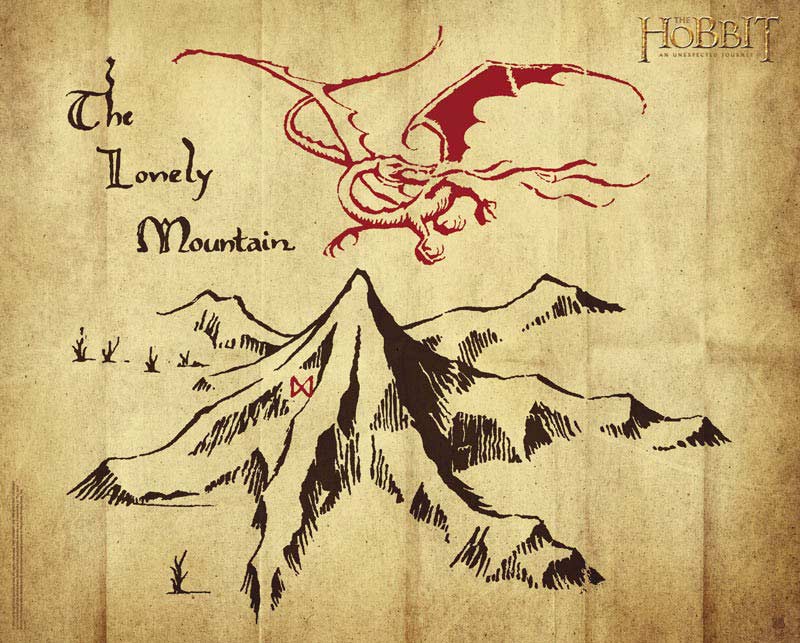 The
Lonely
Mountain
THE
HOBBIT
AN UNEXPECTED JOURNEY
ᛞ